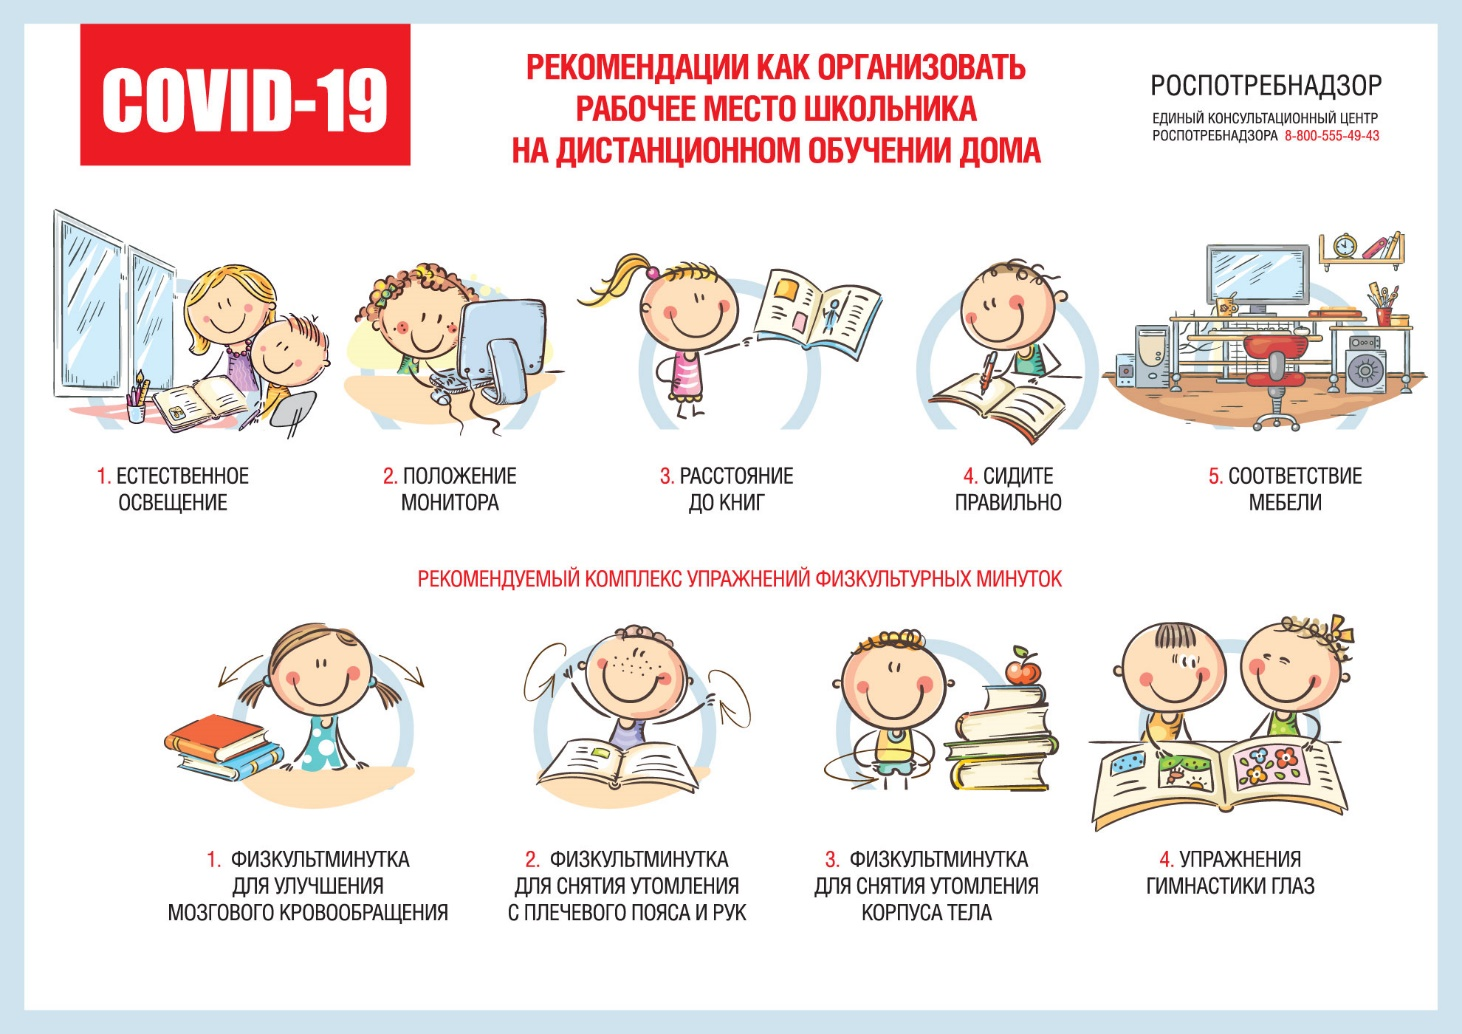 COVID-19
РЕКОМЕНДАЦИИ КАК ОРГАНИЗОВАТЬ
РАБОЧЕЕ МЕСТО ШКОЛЬНИКА
НА ДИСТАНЦИОННОМ ОБУЧЕНИИ ДОМА
РОСПОТРЕБНАДЗОР
ЕДИНЫЙ КОНСУЛЬТАЦИОННЫЙ ЦЕНТР
РОСПОТРЕБНАДЗОРА 8-800-555-49-43
1. ЕСТЕСТВЕННОЕ
ОСВЕЩЕНИЕ
2. ПОЛОЖЕНИЕ
МОНИТОРА
3. РАССТОЯНИЕ
ДО КНИГ
4. СИДИТЕ
ПРАВИЛЬНО
5. СООТВЕТСТВИЕ
МЕБЕЛИ
РЕКОМЕНДУЕМЫЙ КОМПЛЕКС УПРАЖНЕНИЙ ФИЗКУЛЬТУРНЫХ МИНУТОК
1. ФИЗКУЛЬТМИНУТКА
ДЛЯ УЛУЧШЕНИЯ
МОЗГОВОГО КРОВООБРАЩЕНИЯ
2. ФИЗКУЛЬТМИНУТКА
ДЛЯ СНЯТИЯ УТОМЛЕНИЯ
С ПЛЕЧЕВОГО ПОЯСА И РУК
3. ФИЗКУЛЬТМИНУТКА
ДЛЯ СНЯТИЯ УТОМЛЕНИЯ
КОРПУСА ТЕЛА
4. УПРАЖНЕНИЯ
ГИМНАСТИКИ ГЛАЗ